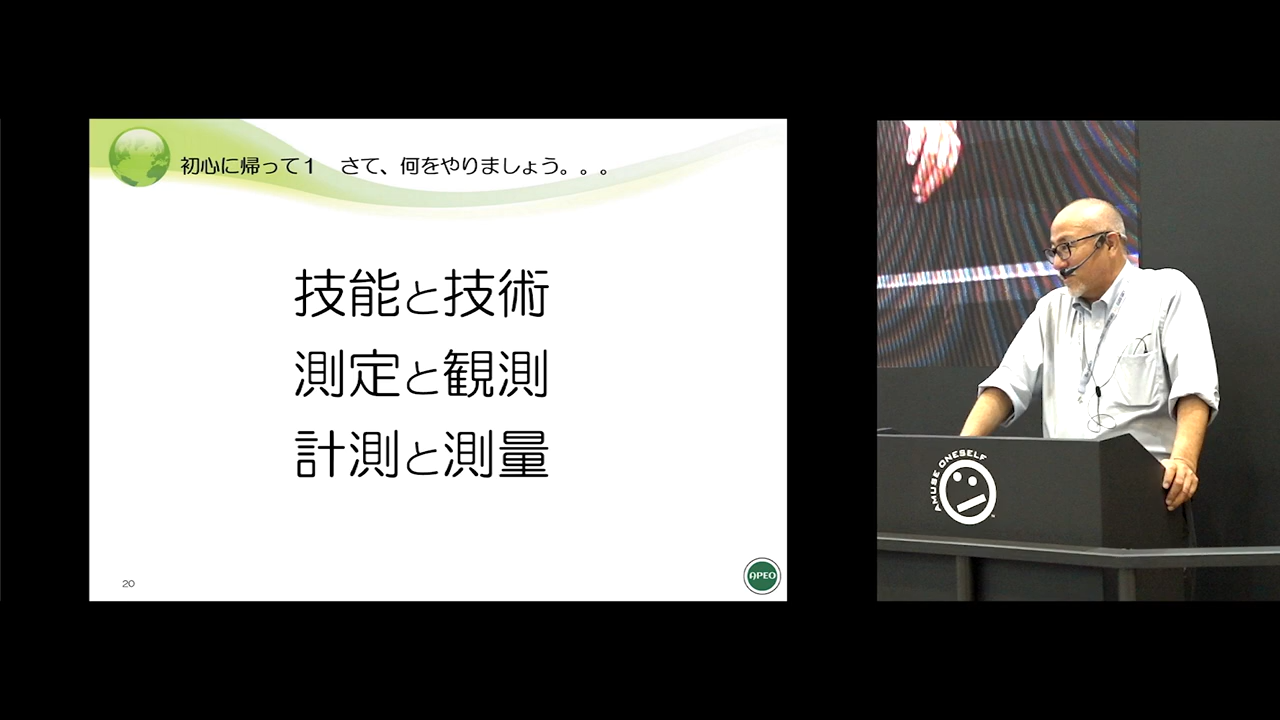 初心に帰って１　さて、何をやりましょう。。。
技能と技術
測定と観測
計測と測量
20
APEO
AMUSE ONESELF